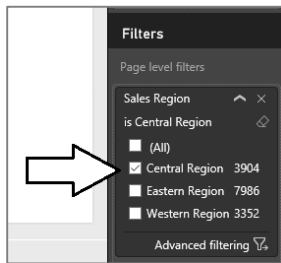 Filters
Page level filters
Sales Region
is Central Region
(All)
Central Region 3904
Eastern Region 7986
Western Region 3352
Advanced filtering